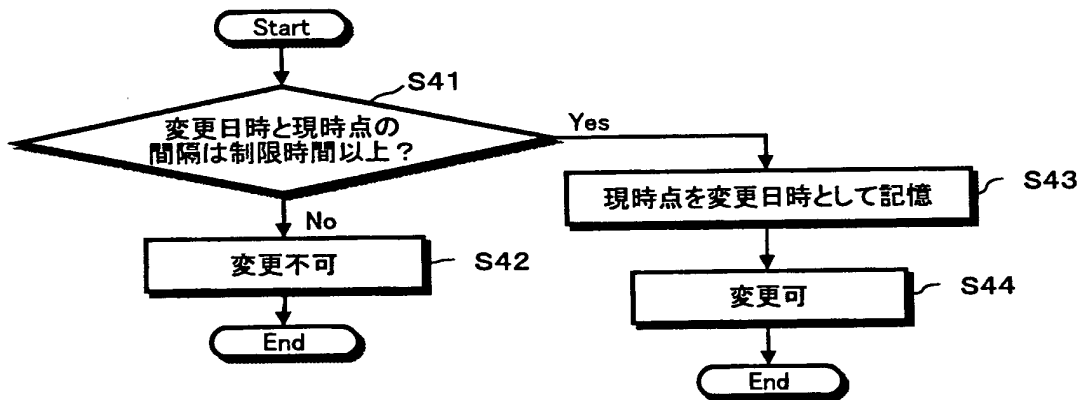 Start
S41
変更日時と現時点の
間隔は制限時間以上?
Yes
No
変更不可
S42
End
現時点を変更日時として記憶
S43
変更可
S44
End